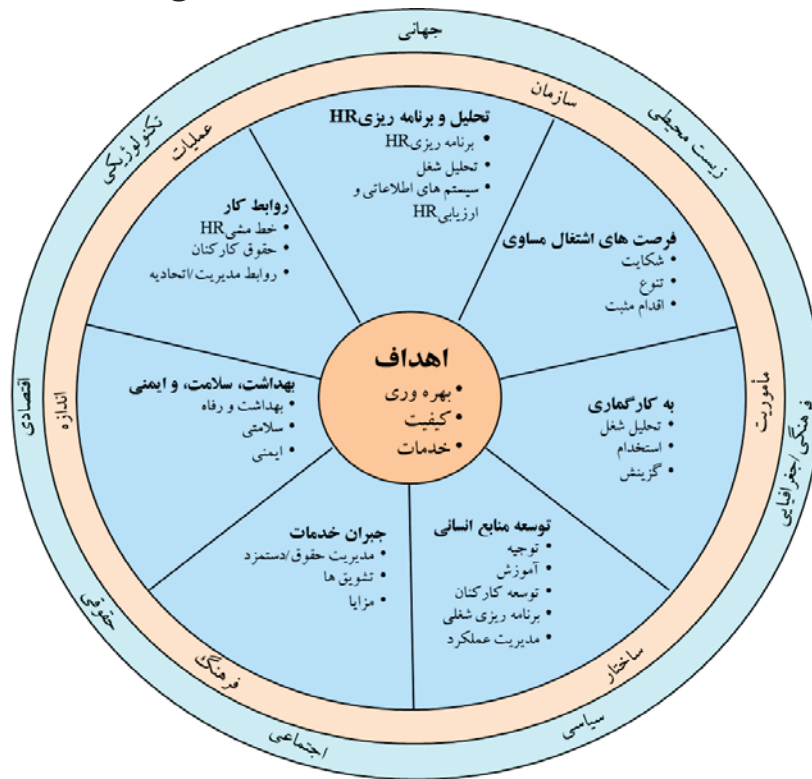 جهانی
زیست محیطی
فرهنگی/جغرافیایی
سیاسی
اجتماعی
حقوقی
اقتصادی
تکنولوژیکی
سازمان
مأموریت
ساختار
فرهنگ
اندازه
عملیات
تحلیل و برنامه ریزیHR
• برنامه ریزیHR
• تحلیل شغل
• سیستم های اطلاعاتی و
ارزیابیHR
فرصت های اشتغال مساوی
• شکایت
• تنوع
• اقدام مثبت
به کارگماری
• تحلیل شغل
• استخدام
• گزینش
توسعه منابع انسانی
• توجیه
• آموزش
• توسعه کارکنان
• برنامه ریزی شغلی
• مدیریت عملکرد
جبران خدمات
• مدیریت حقوق/دستمزد
• تشویق ها
• مزایا
بهداشت، سلامت، و ایمنی
• بهداشت و رفاه
• سلامتی
• ایمنی
روابط کار
• خط مشیHR
• حقوق کارکنان
• روابط مدیریت/اتحادیه
اهداف
• بهره وری
• کیفیت
• خدمات